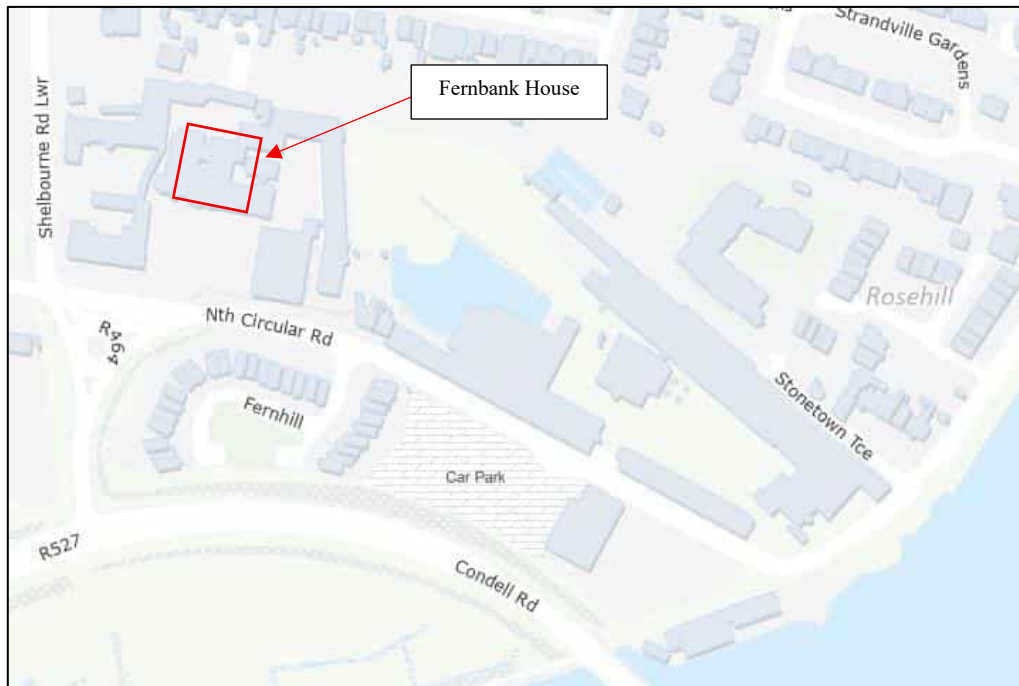 Strandville Gardens
Fernbank House
Shelbourne Rd Lwr
Rosehill
Nth Circular Rd
R464
Fernhill
Stonetown Tce
Car Park
R527
Condell Rd